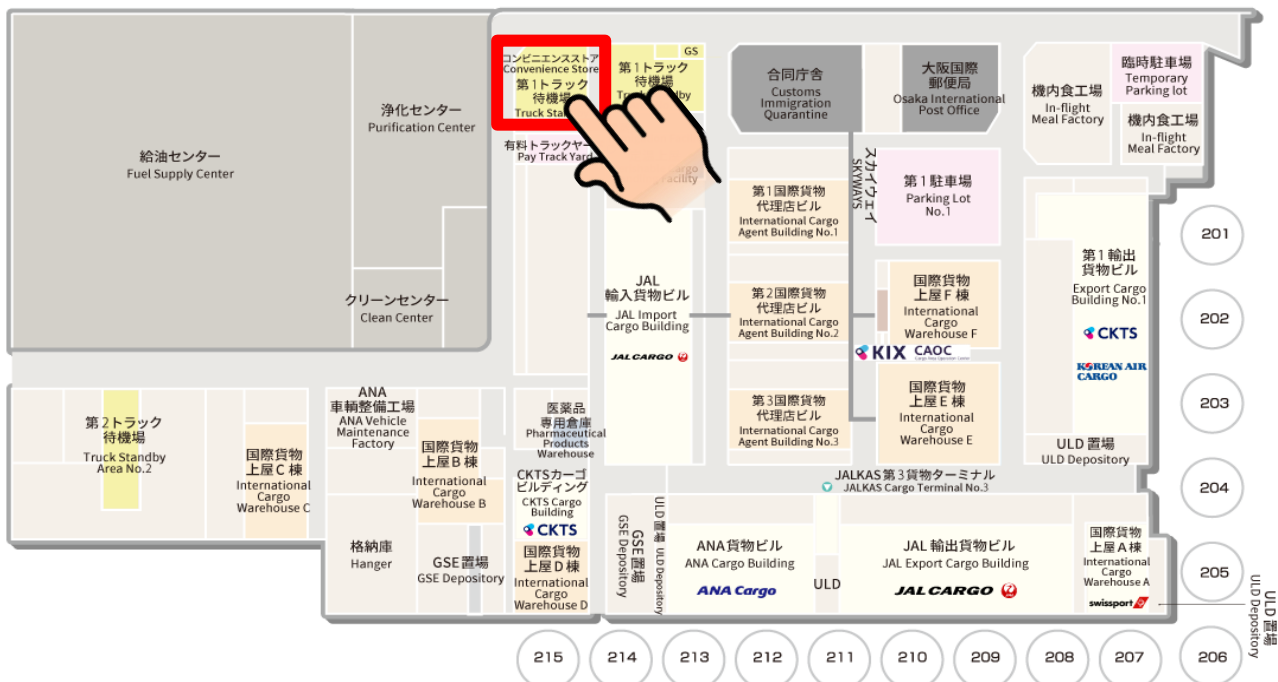 給油センター
Fuel Supply Center
浄化センター
Purification Center
クリーンセンター
Clean Center
コンビニエンスストア
Convenience Store
第1トラック
待機場
有料トラックヤー
Pay Track Yard
第1トラック
待機場
GS
合同庁舎
Customs
Immigration
Quarantine
大阪国際
郵便局
Osaka International
Post Office
機内食工場
In-flight
Meal Factory
臨時駐車場
Temporary
Parking lot
機内食工場
In-flight
Meal Factory
スカイウェイ
SKYWAYS
第1駐車場
Parking Lot
No.1
第1国際貨物
代理店ビル
International Cargo
Agent Building No.1
第2国際貨物
代理店ビル
International Cargo
Agent Building No.2
第3国際貨物
代理店ビル
International Cargo
Agent Building No.3
JAL
輸入貨物ビル
JAL Import
Cargo Building
JAL CARGO
国際貨物
上屋F棟
International
Cargo
Warehouse F
KIX CAOC
国際貨物
上屋E棟
International
Cargo
Warehouse E
第1輸出
貨物ビル
Export Cargo
Building No.1
CKTS
KOREAN AIR
CARGO
ULD置場
ULD Depository
第2トラック
待機場
Truck Standby
Area No.2
国際貨物
上屋C棟
International
Cargo
Warehouse C
ANA
車輌整備工場
ANA Vehicle
Maintenance
Factory
国際貨物
上屋B棟
International
Cargo
Warehouse B
格納庫
Hanger
GSE置場
GSE Depository
医薬品
専用倉庫
Pharmaceutical
Products
Warehouse
CKTSカーゴ
ビルディング
CKTS Cargo
Building
CKTS
国際貨物
上屋D棟
International
Cargo
Warehouse D
GSE置場
GSE Depository
ULD置場 ULD Depository
JALKAS第3貨物ターミナル
JALKAS Cargo Terminal No.3
ANA貨物ビル
ANA Cargo Building
ANA Cargo
ULD
JAL輸出貨物ビル
JAL Export Cargo Building
JAL CARGO
国際貨物
上屋A棟
International
Cargo
Warehouse A
swissport
ULD置場
ULD Depository
201
202
203
204
205
215
214
213
212
211
210
209
208
207
206